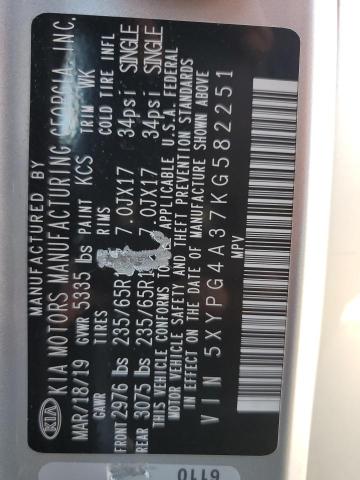 MANUFACTURED BY
KIA KIA MOTORS MANUFACTURING GEORGIA, INC.
MAR/18/19 GVWR 5335 lbs PAINT KCS TRIM WK
GAWR TIRES RIMS COLD TIRE INFL
FRONT 2976 lbs 235/65R17 7.0JX17 34psi SINGLE
REAR 3075 lbs 235/65R17 7.0JX17 34psi SINGLE
THIS VEHICLE CONFORMS TO ALL APPLICABLE U.S.A. FEDERAL
MOTOR VEHICLE SAFETY AND THEFT PREVENTION STANDARDS
IN EFFECT ON THE DATE OF MANUFACTURE SHOWN ABOVE
VIN 5XYPG4A37KG582251
MPV
6110